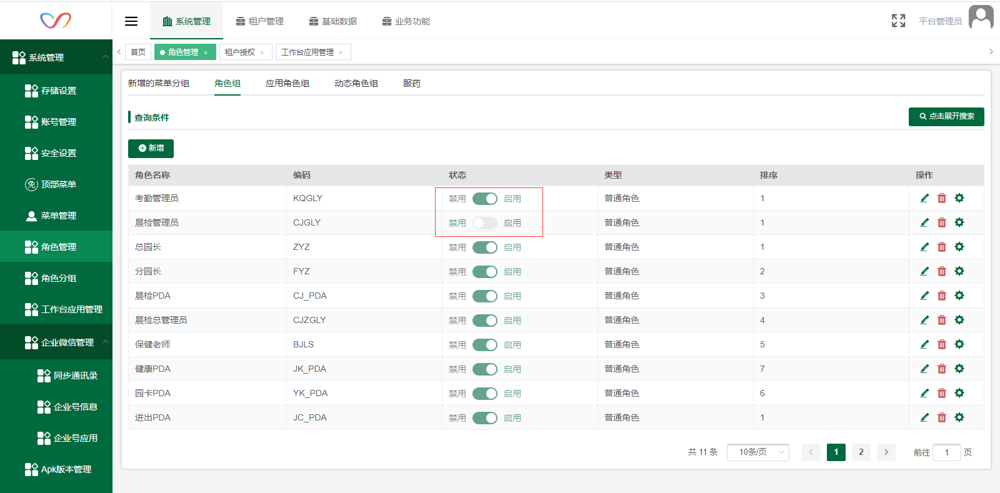 系统管理
租户管理
基础数据
业务功能
平台管理员
首页
角色管理 ×
租户授权 ×
工作台应用管理 ×
系统管理
存储设置
账号管理
安全设置
免 顶部菜单
菜单管理
角色管理
角色分组
工作台应用管理
企业微信管理
同步通讯录
企业号信息
企业号应用
Apk版本管理
新增的菜单分组 角色组 应用角色组 动态角色组 服药
查询条件
点击展开搜索
新增
角色名称 编码 状态 类型 排序 操作
考勤管理员 KQGLY 禁用 启用 普通角色 1
晨检管理员 CJGLY 禁用 启用 普通角色 1
总园长 ZYZ 禁用 启用 普通角色 1
分园长 FYZ 禁用 启用 普通角色 2
晨检PDA CJ_PDA 禁用 启用 普通角色 3
晨检总管理员 CJZGLY 禁用 启用 普通角色 4
保健老师 BJLS 禁用 启用 普通角色 5
健康PDA JK_PDA 禁用 启用 普通角色 7
园卡PDA YK_PDA 禁用 启用 普通角色 6
进出PDA JC_PDA 禁用 启用 普通角色 1
共 11 条 10条/页 1 2 前往 1 页